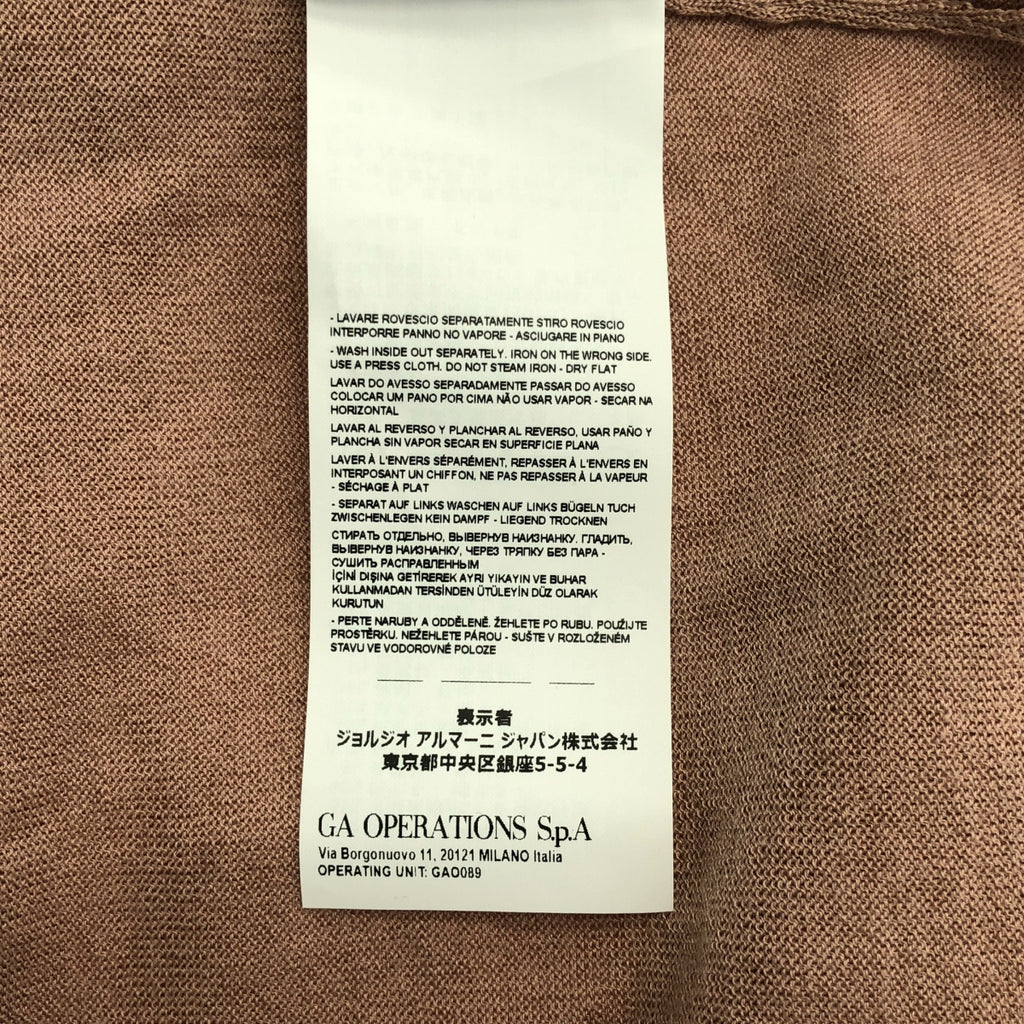 - LAVARE ROVESCIO SEPARATAMENTE STIRO ROVESCIO
INTERPORRE PANNO NO VAPORE - ASCIUGARE IN PIANO
- WASH INSIDE OUT SEPARATELY. IRON ON THE WRONG SIDE.
USE A PRESS CLOTH. DO NOT STEAM IRON - DRY FLAT
LAVAR DO AVESSO SEPARADAMENTE PASSAR DO AVESSO
COLOCAR UM PANO POR CIMA NÃO USAR VAPOR - SECAR NA
HORIZONTAL
LAVAR AL REVERSO Y PLANCHAR AL REVERSO, USAR PAÑO Y
PLANCHA SIN VAPOR SECAR EN SUPERFICIE PLANA
LAVER À L'ENVERS SÉPARÉMENT, REPASSER À L'ENVERS EN
INTERPOSANT UN CHIFFON, NE PAS REPASSER À LA VAPEUR
- SÉCHAGE À PLAT
- SEPARAT AUF LINKS WASCHEN AUF LINKS BÜGELN TUCH
ZWISCHENLEGEN KEIN DAMPF - LIEGEND TROCKNEN
СТИРАТЬ ОТДЕЛЬНО, ВЫВЕРНУВ НАИЗНАНКУ. ГЛАДИТЬ,
ВЫВЕРНУВ НАИЗНАНКУ, ЧЕРЕЗ ТРЯПКУ БЕЗ ПАРА -
СУШИТЬ РАСПРАВЛЕННЫМ
İÇİNİ DIŞINA GETİREREK AYRI YIKAYIN VE BUHAR
KULLANMADAN TERSİNDEN ÜTÜLEYİN DÜZ OLARAK
KURUTUN
- PERTE NARUBY A ODDĚLENĚ. ŽEHLETE PO RUBU. POUŽIJTE
PROSTĚRKU. NEŽEHLETE PÁROU - SUŠTE V ROZLOŽENÉM
STAVU VE VODOROVNÉ POLOZE
表示者
ジョルジオ アルマーニ ジャパン株式会社
東京都中央区銀座5-5-4
GA OPERATIONS S.p.A
Via Borgonuovo 11, 20121 MILANO Italia
OPERATING UNIT: GAO089